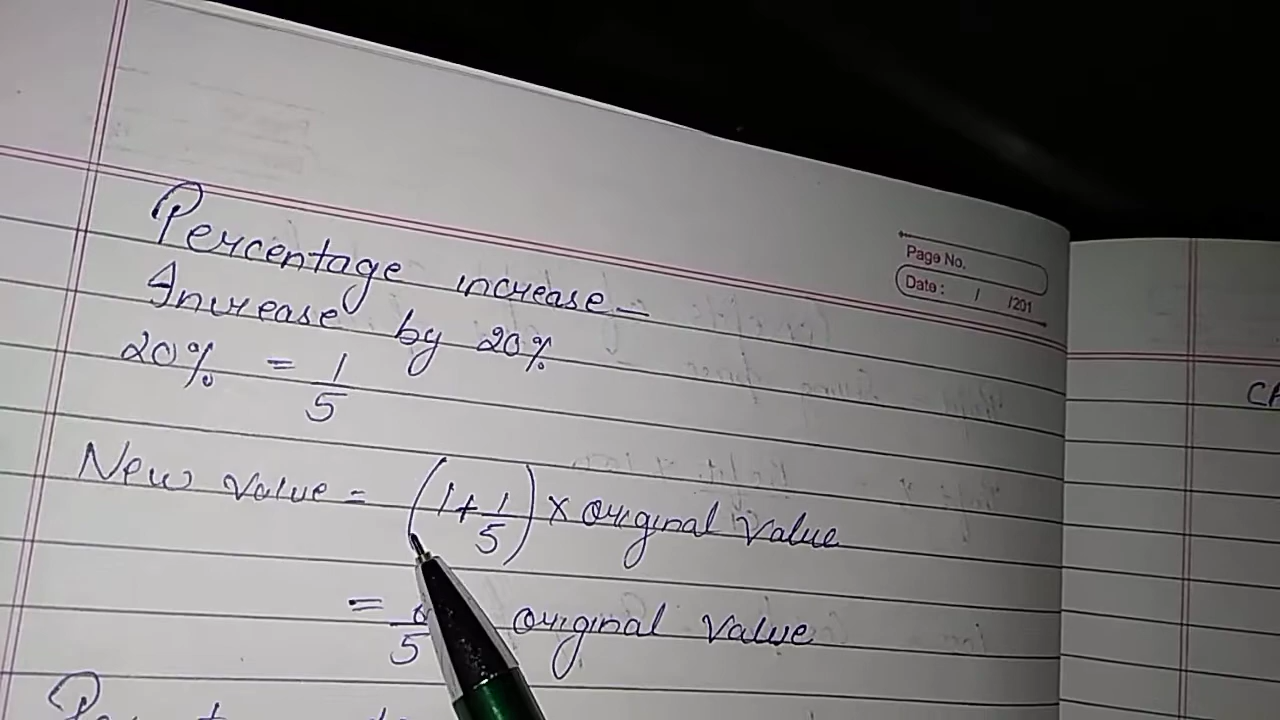 Percentage increase –
Page No.
Date : / /201
Increase by 20%
20% = 1/5
CA
New Value = (1+1/5) × original Value
= 6/5 original Value